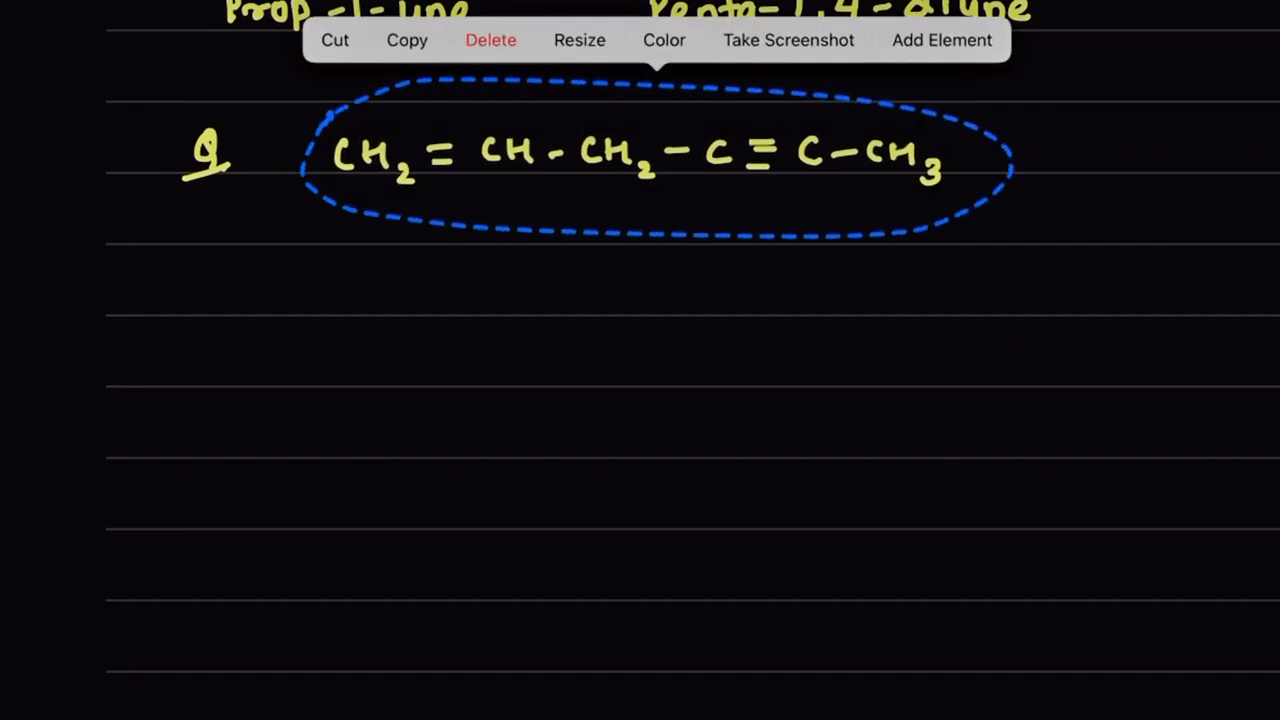 Prop-1-yne Penta-1,4-diyne
Cut Copy Delete Resize Color Take Screenshot Add Element
Q CH₂ = CH - CH₂ - C ≡ C - CH₃